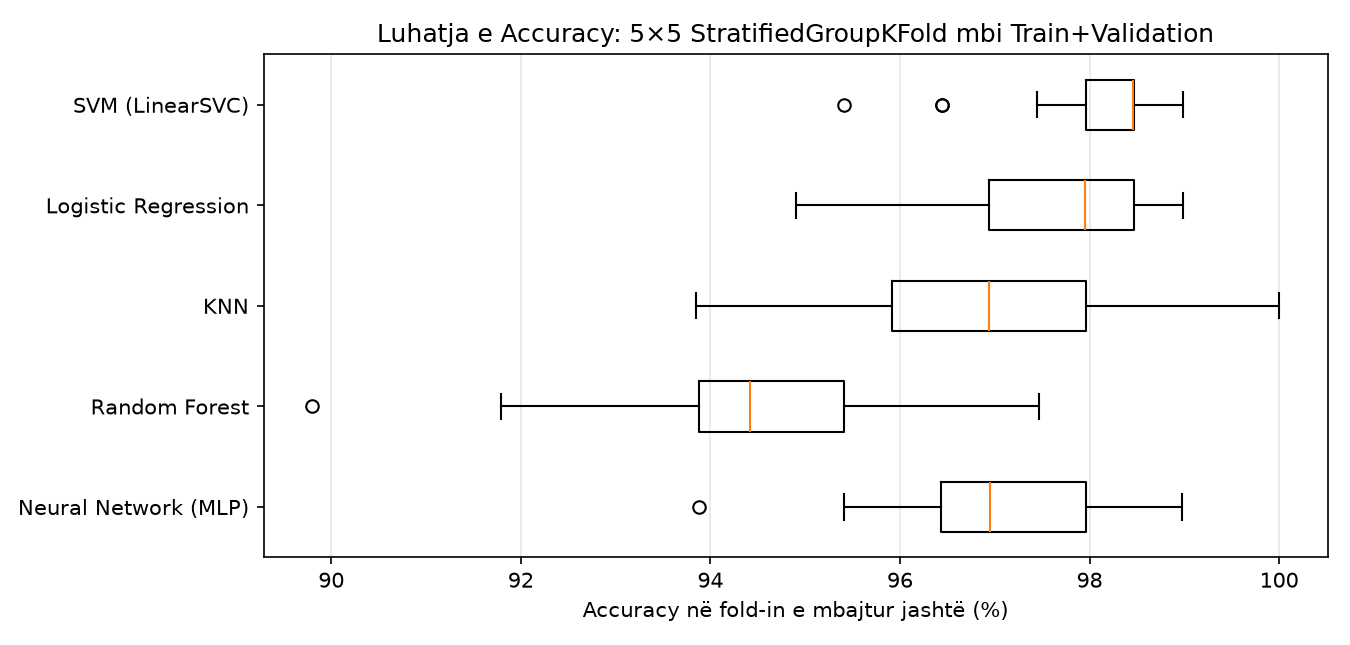 Luhatja e Accuracy: 5×5 StratifiedGroupKFold mbi Train+Validation
SVM (LinearSVC)
Logistic Regression
KNN
Random Forest
Neural Network (MLP)
90 92 94 96 98 100
Accuracy në fold-in e mbajtur jashtë (%)